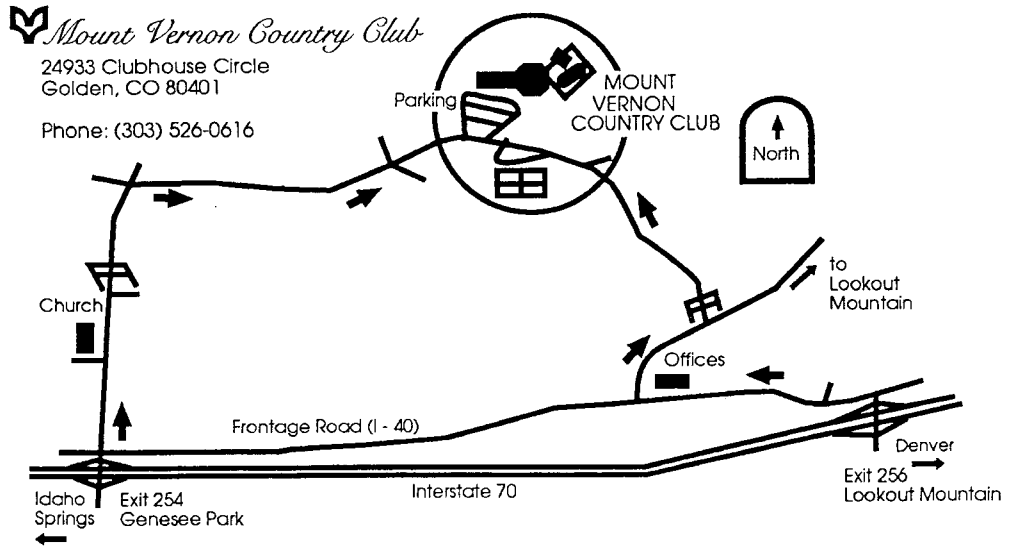 Mount Vernon Country Club
24933 Clubhouse Circle
Golden, CO 80401
Phone: (303) 526-0616
Parking
MOUNT
VERNON
COUNTRY CLUB
North
to
Lookout
Mountain
Church
Offices
Frontage Road (I - 40)
Denver
Exit 256
Lookout Mountain
Interstate 70
Idaho
Springs
Exit 254
Genesee Park